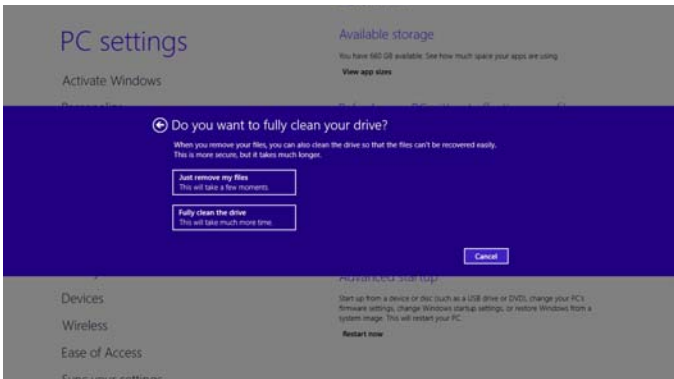 PC settings
Activate Windows
Available storage
You have 660 GB available. See how much space your apps are using.
View app sizes
Do you want to fully clean your drive?
When you remove your files, you can also clean the drive so that the files can't be recovered easily.
This is more secure, but it takes much longer.
Just remove my files
This will take a few moments.
Fully clean the drive
This will take much more time.
Cancel
Devices
Wireless
Ease of Access
Sync your settings
Advanced startup
Start up from a device or disc (such as a USB drive or DVD), change your PC's
firmware settings, change Windows startup settings, or restore Windows from a
system image. This will restart your PC.
Restart now